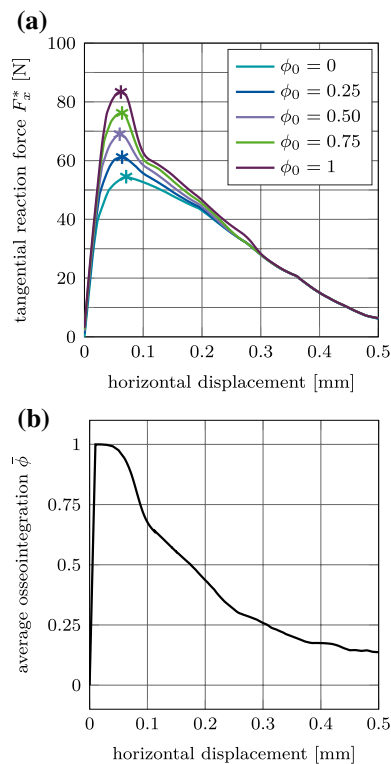 (a)
tangential reaction force F*x [N]
100
80
60
40
20
0
ϕ0 = 0
ϕ0 = 0.25
ϕ0 = 0.50
ϕ0 = 0.75
ϕ0 = 1
0 0.1 0.2 0.3 0.4 0.5
horizontal displacement [mm]
(b)
average osseointegration ϕ̄
1
0.75
0.5
0.25
0
0 0.1 0.2 0.3 0.4 0.5
horizontal displacement [mm]